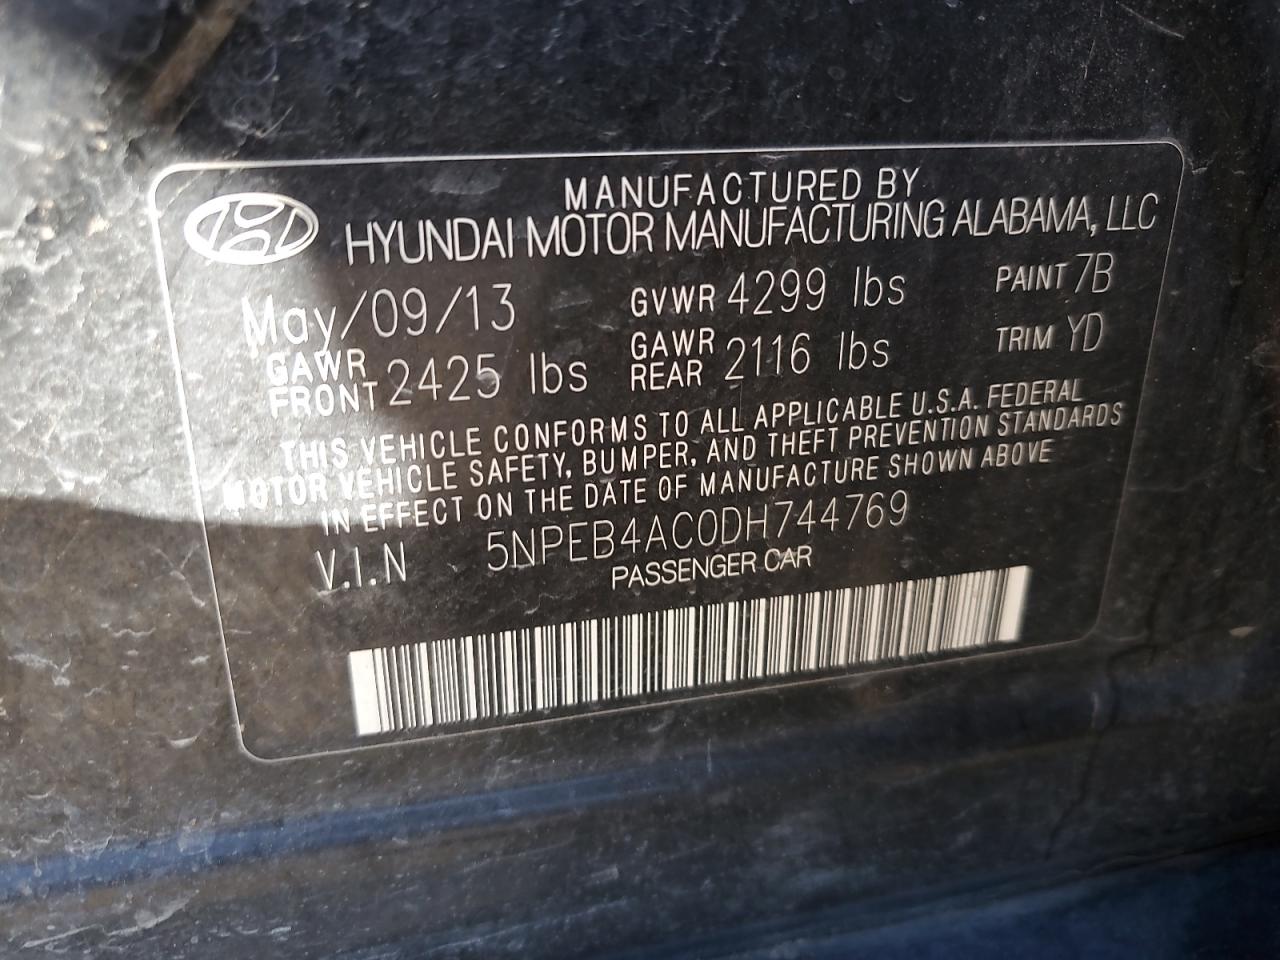 MANUFACTURED BY
HYUNDAI MOTOR MANUFACTURING ALABAMA, LLC
May/09/13 GVWR 4299 lbs PAINT 7B
GAWR FRONT 2425 lbs GAWR REAR 2116 lbs TRIM YD
THIS VEHICLE CONFORMS TO ALL APPLICABLE U.S.A. FEDERAL
MOTOR VEHICLE SAFETY, BUMPER, AND THEFT PREVENTION STANDARDS
IN EFFECT ON THE DATE OF MANUFACTURE SHOWN ABOVE
V.I.N 5NPEB4AC0DH744769
PASSENGER CAR